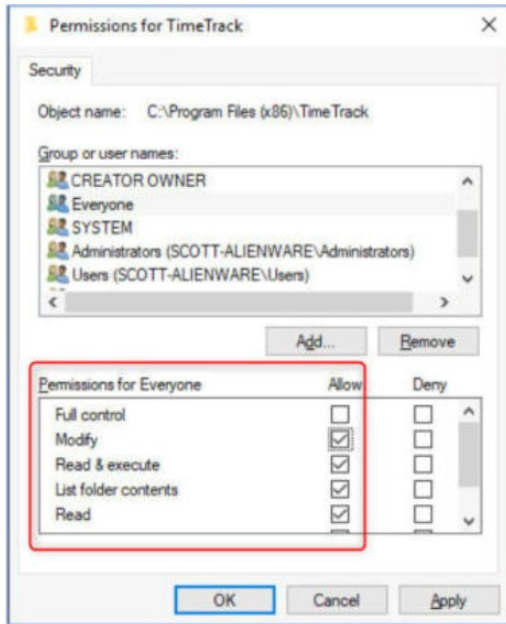 Permissions for TimeTrack
Security
Object name: C:\Program Files (x86)\TimeTrack
Group or user names:
CREATOR OWNER
Everyone
SYSTEM
Administrators (SCOTT-ALIENWARE\Administrators)
Users (SCOTT-ALIENWARE\Users)
Add... Remove
Permissions for Everyone Allow Deny
Full control
Modify
Read & execute
List folder contents
Read
OK Cancel Apply